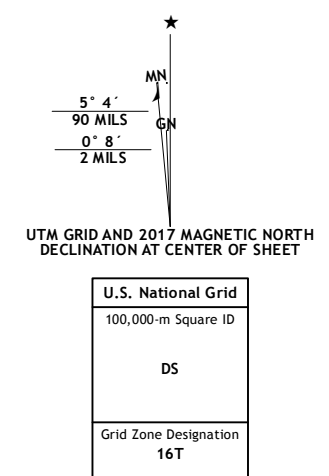 ★
MN
5° 4´
90 MILS
GN
0° 8´
2 MILS
UTM GRID AND 2017 MAGNETIC NORTH
DECLINATION AT CENTER OF SHEET
U.S. National Grid
100,000-m Square ID
DS
Grid Zone Designation
16T